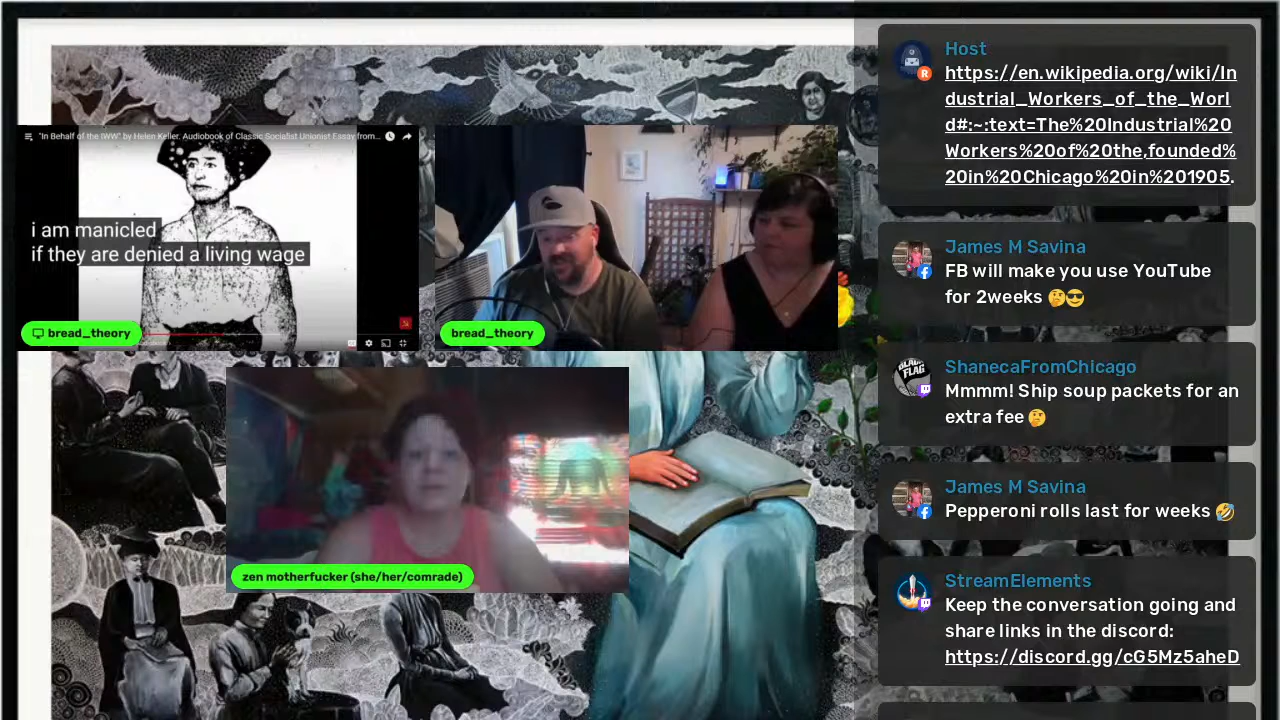 "In Behalf of the IWW" by Helen Keller. Audiobook of Classic Socialist Unionist Essay from...
i am manicled
if they are denied a living wage
bread_theory
bread_theory
zen motherfucker (she/her/comrade)
Host
https://en.wikipedia.org/wiki/In
dustrial_Workers_of_the_Worl
d#:~:text=The%20Industrial%20
Workers%20of%20the,founded%
20in%20Chicago%20in%201905.
James M Savina
FB will make you use YouTube
for 2weeks 🤔😎
ShanecaFromChicago
Mmmm! Ship soup packets for an
extra fee 🤔
James M Savina
Pepperoni rolls last for weeks 🤣
StreamElements
Keep the conversation going and
share links in the discord:
https://discord.gg/cG5Mz5aheD